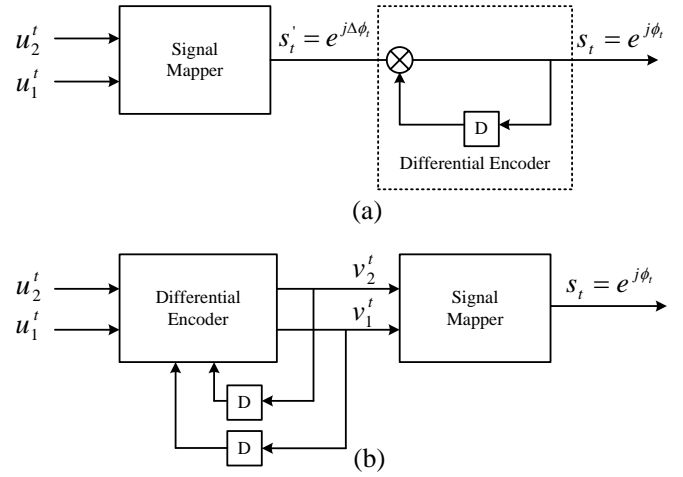 u_2^t
u_1^t
Signal Mapper
s_t^' = e^{jΔϕ_t}
s_t = e^{jϕ_t}
D
Differential Encoder
(a)
u_2^t
u_1^t
Differential Encoder
v_2^t
v_1^t
Signal Mapper
s_t = e^{jϕ_t}
D
D
(b)